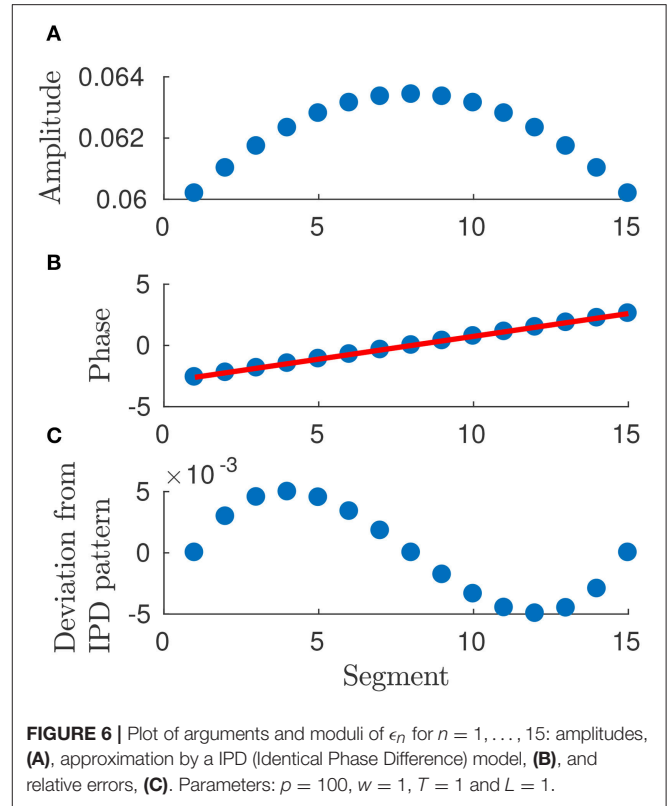 A
Amplitude
0.064
0.062
0.06
0
5
10
15
B
Phase
5
0
-5
0
5
10
15
C
Deviation from
IPD pattern
×10⁻³
5
0
-5
0
5
10
15
Segment
FIGURE 6 | Plot of arguments and moduli of ϵₙ for n = 1, . . . , 15: amplitudes,
(A), approximation by a IPD (Identical Phase Difference) model, (B), and
relative errors, (C). Parameters: p = 100, w = 1, T = 1 and L = 1.